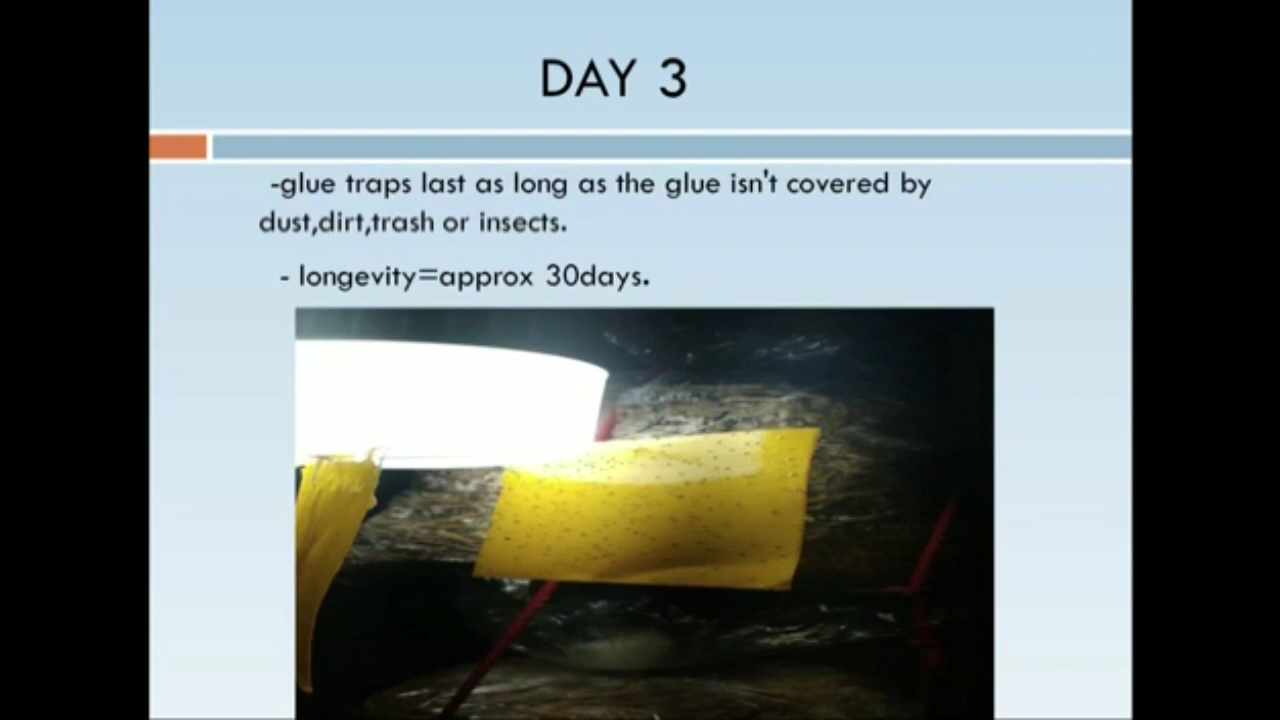 DAY 3
-glue traps last as long as the glue isn't covered by
dust,dirt,trash or insects.
- longevity=approx 30days.